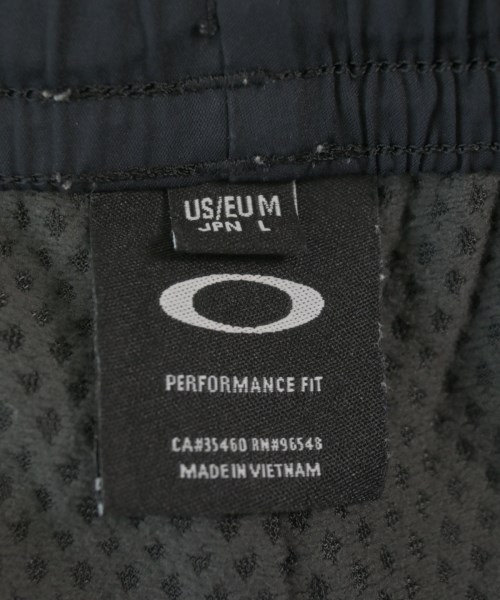 US/EU M
JPN L
PERFORMANCE FIT
CA#35460 RN#96548
MADE IN VIETNAM